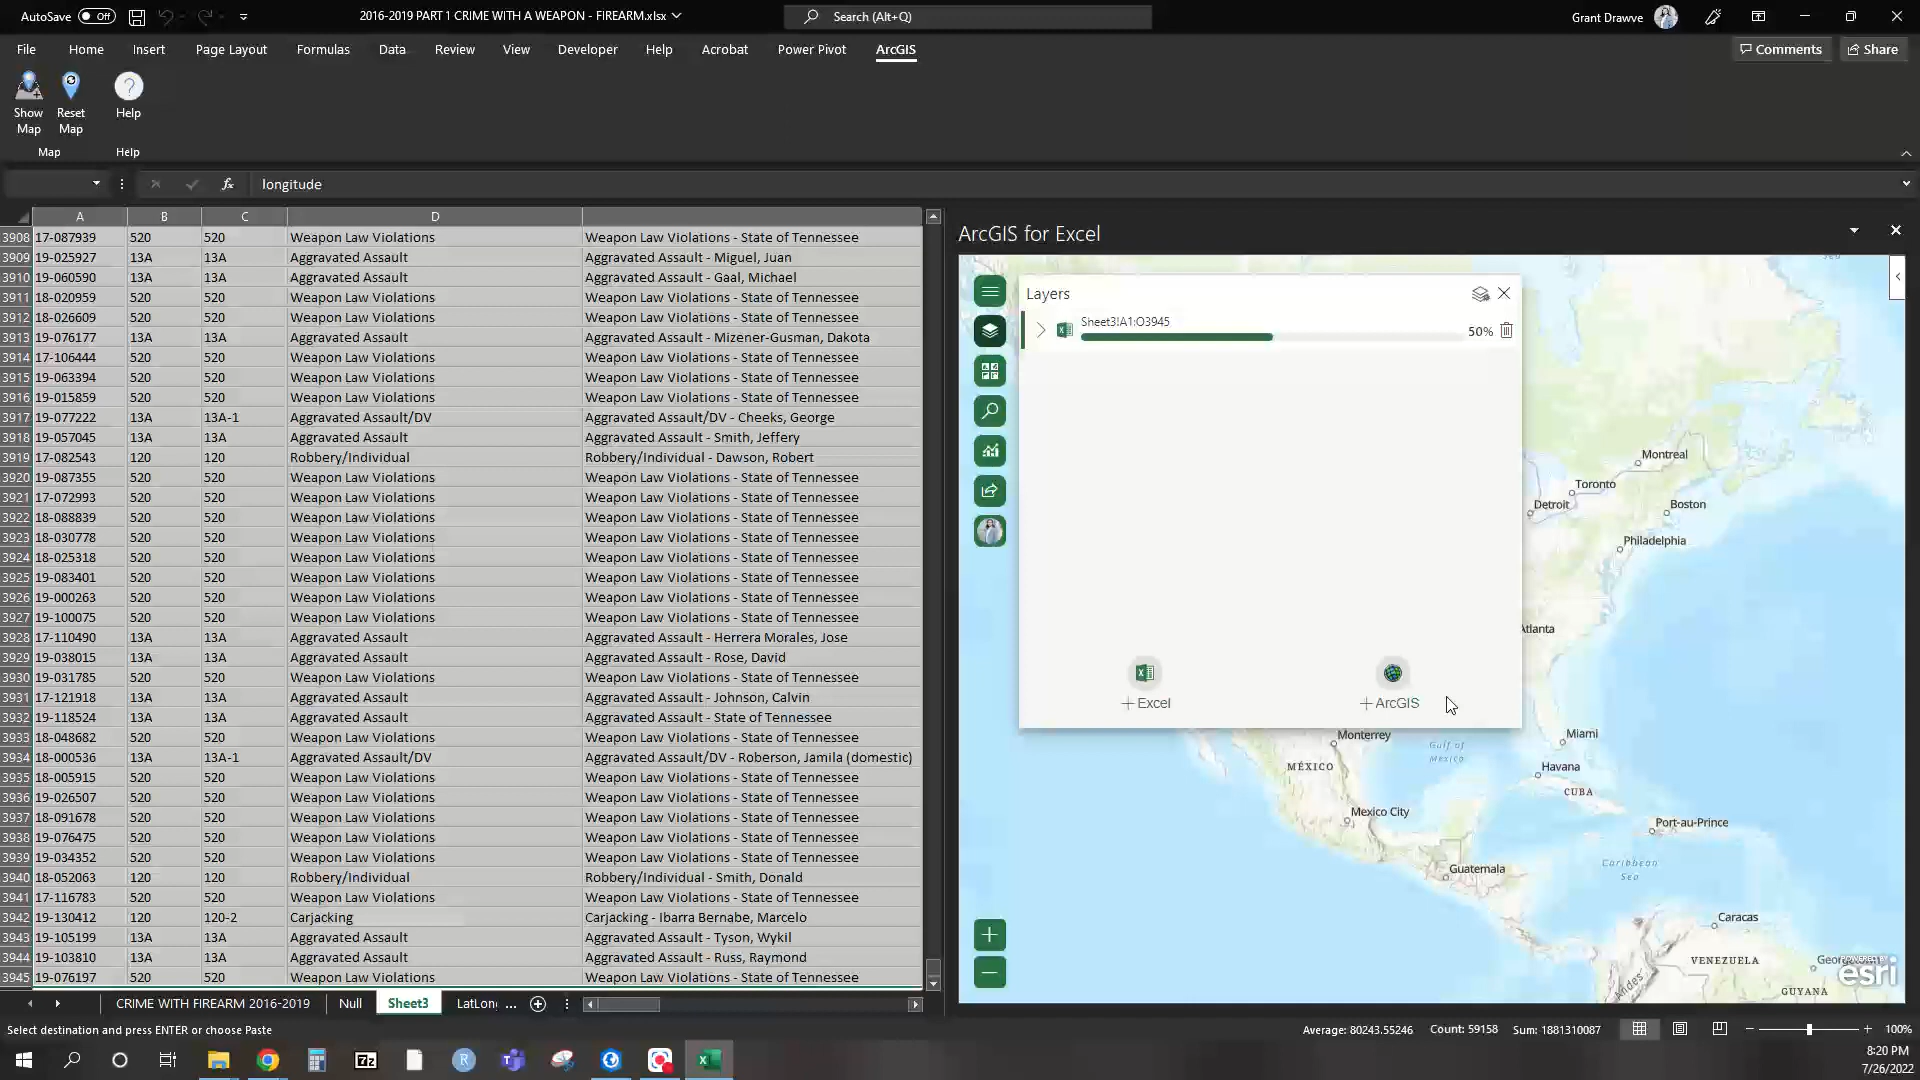 AutoSave Off
2016-2019 PART 1 CRIME WITH A WEAPON - FIREARM.xlsx
Search (Alt+Q)
Grant Drawve
File Home Insert Page Layout Formulas Data Review View Developer Help Acrobat Power Pivot ArcGIS
Comments Share
Show Map
Reset Map
Help
Map
Help
fx longitude
A B C D
3908 17-087939 520 520 Weapon Law Violations Weapon Law Violations - State of Tennessee
3909 19-025927 13A 13A Aggravated Assault Aggravated Assault - Miguel, Juan
3910 19-060590 13A 13A Aggravated Assault Aggravated Assault - Gaal, Michael
3911 18-020959 520 520 Weapon Law Violations Weapon Law Violations - State of Tennessee
3912 18-026609 520 520 Weapon Law Violations Weapon Law Violations - State of Tennessee
3913 19-076177 13A 13A Aggravated Assault Aggravated Assault - Mizener-Gusman, Dakota
3914 17-106444 520 520 Weapon Law Violations Weapon Law Violations - State of Tennessee
3915 19-063394 520 520 Weapon Law Violations Weapon Law Violations - State of Tennessee
3916 19-015859 520 520 Weapon Law Violations Weapon Law Violations - State of Tennessee
3917 19-077222 13A 13A-1 Aggravated Assault/DV Aggravated Assault/DV - Cheeks, George
3918 19-057045 13A 13A Aggravated Assault Aggravated Assault - Smith, Jeffery
3919 17-082543 120 120 Robbery/Individual Robbery/Individual - Dawson, Robert
3920 19-087355 520 520 Weapon Law Violations Weapon Law Violations - State of Tennessee
3921 17-072993 520 520 Weapon Law Violations Weapon Law Violations - State of Tennessee
3922 18-088839 520 520 Weapon Law Violations Weapon Law Violations - State of Tennessee
3923 18-030778 520 520 Weapon Law Violations Weapon Law Violations - State of Tennessee
3924 18-025318 520 520 Weapon Law Violations Weapon Law Violations - State of Tennessee
3925 19-083401 520 520 Weapon Law Violations Weapon Law Violations - State of Tennessee
3926 19-000263 520 520 Weapon Law Violations Weapon Law Violations - State of Tennessee
3927 19-100075 520 520 Weapon Law Violations Weapon Law Violations - State of Tennessee
3928 17-110490 13A 13A Aggravated Assault Aggravated Assault - Herrera Morales, Jose
3929 19-038015 13A 13A Aggravated Assault Aggravated Assault - Rose, David
3930 19-031785 520 520 Weapon Law Violations Weapon Law Violations - State of Tennessee
3931 17-121918 13A 13A Aggravated Assault Aggravated Assault - Johnson, Calvin
3932 19-118524 13A 13A Aggravated Assault Aggravated Assault - State of Tennessee
3933 18-048682 520 520 Weapon Law Violations Weapon Law Violations - State of Tennessee
3934 18-000536 13A 13A-1 Aggravated Assault/DV Aggravated Assault/DV - Roberson, Jamila (domestic)
3935 18-005915 520 520 Weapon Law Violations Weapon Law Violations - State of Tennessee
3936 19-026507 520 520 Weapon Law Violations Weapon Law Violations - State of Tennessee
3937 18-091678 520 520 Weapon Law Violations Weapon Law Violations - State of Tennessee
3938 19-076475 520 520 Weapon Law Violations Weapon Law Violations - State of Tennessee
3939 19-034352 520 520 Weapon Law Violations Weapon Law Violations - State of Tennessee
3940 18-052063 120 120 Robbery/Individual Robbery/Individual - Smith, Donald
3941 17-116783 520 520 Weapon Law Violations Weapon Law Violations - State of Tennessee
3942 19-130412 120 120-2 Carjacking Carjacking - Ibarra Bernabe, Marcelo
3943 19-105199 13A 13A Aggravated Assault Aggravated Assault - Tyson, Wykil
3944 19-103810 13A 13A Aggravated Assault Aggravated Assault - Russ, Raymond
3945 19-076197 520 520 Weapon Law Violations Weapon Law Violations - State of Tennessee
CRIME WITH FIREARM 2016-2019 Null Sheet3 LatLong ...
Select destination and press ENTER or choose Paste
Average: 80243.55246 Count: 59158 Sum: 1881310087
100%
8:20 PM
7/26/2022
ArcGIS for Excel
Layers
Sheet3!A1:O3945
50%
+ Excel
+ ArcGIS
Montreal
Toronto
Detroit
Boston
Philadelphia
Atlanta
Monterrey
Gulf of Mexico
Miami
MÉXICO
Havana
CUBA
Mexico City
Port-au-Prince
Caribbean Sea
Guatemala
Caracas
VENEZUELA
Andes
GUYANA
POWERED BY
esri